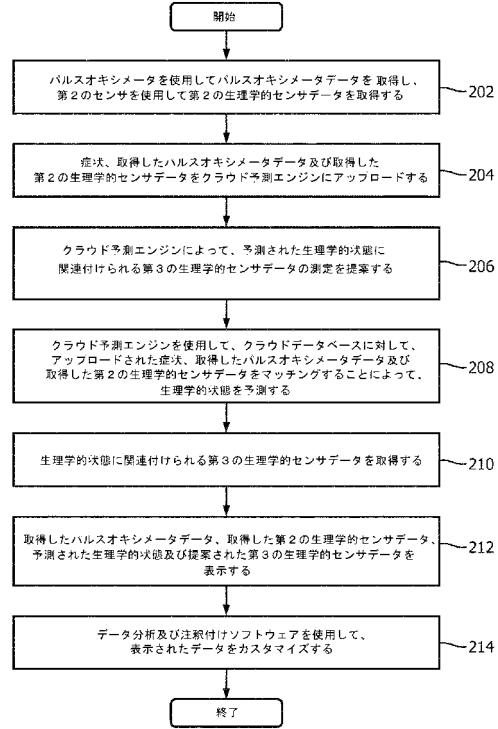 開始
パルスオキシメータを使用してパルスオキシメータデータを取得し、
第2のセンサを使用して第2の生理学的センサデータを取得する
202
症状、取得したパルスオキシメータデータ及び取得した
第2の生理学的センサデータをクラウド予測エンジンにアップロードする
204
クラウド予測エンジンによって、予測された生理学的状態に
関連付けられる第3の生理学的センサデータの測定を提案する
206
クラウド予測エンジンを使用して、クラウドデータベースに対して、
アップロードされた症状、取得したパルスオキシメータデータ及び
取得した第2の生理学的センサデータをマッチングすることによって、
生理学的状態を予測する
208
生理学的状態に関連付けられる第3の生理学的センサデータを取得する
210
取得したパルスオキシメータデータ、取得した第2の生理学的センサデータ、
予測された生理学的状態及び提案された第3の生理学的センサデータを
表示する
212
データ分析及び注釈付けソフトウェアを使用して、
表示されたデータをカスタマイズする
214
終了